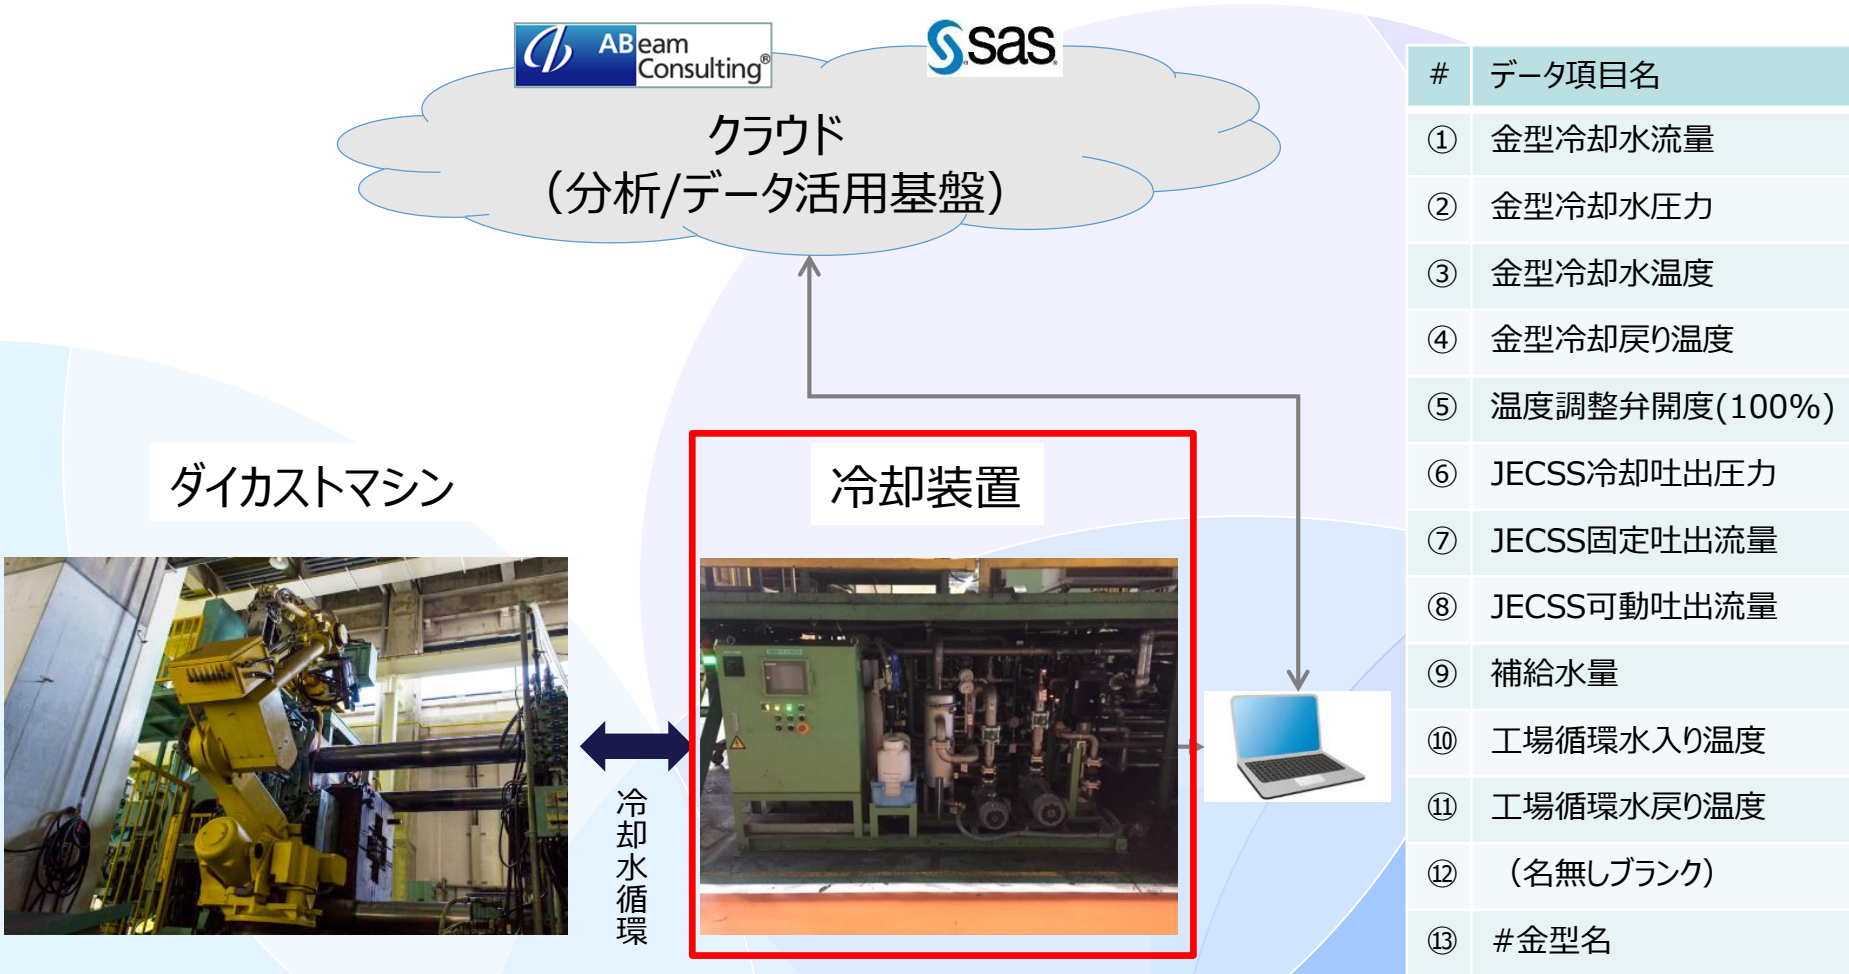 ABeam
Consulting®
sas
クラウド
（分析/データ活用基盤）
ダイカストマシン
冷却装置
冷却水循環
# データ項目名
① 金型冷却水流量
② 金型冷却水圧力
③ 金型冷却水温度
④ 金型冷却戻り温度
⑤ 温度調整弁開度(100%)
⑥ JECSS冷却吐出圧力
⑦ JECSS固定吐出流量
⑧ JECSS可動吐出流量
⑨ 補給水量
⑩ 工場循環水入り温度
⑪ 工場循環水戻り温度
⑫ （名無しブランク）
⑬ #金型名